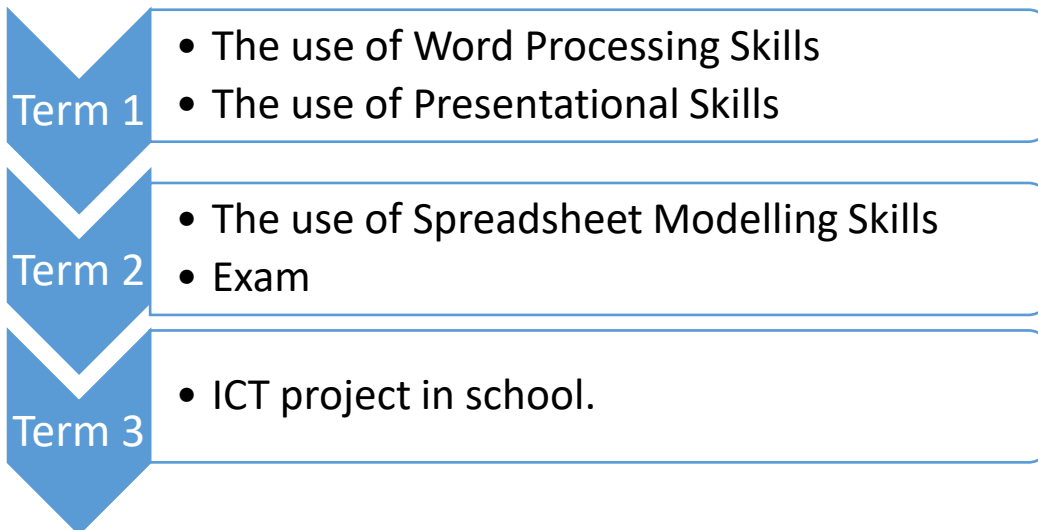 Term 1
• The use of Word Processing Skills
• The use of Presentational Skills
Term 2
• The use of Spreadsheet Modelling Skills
• Exam
Term 3
• ICT project in school.